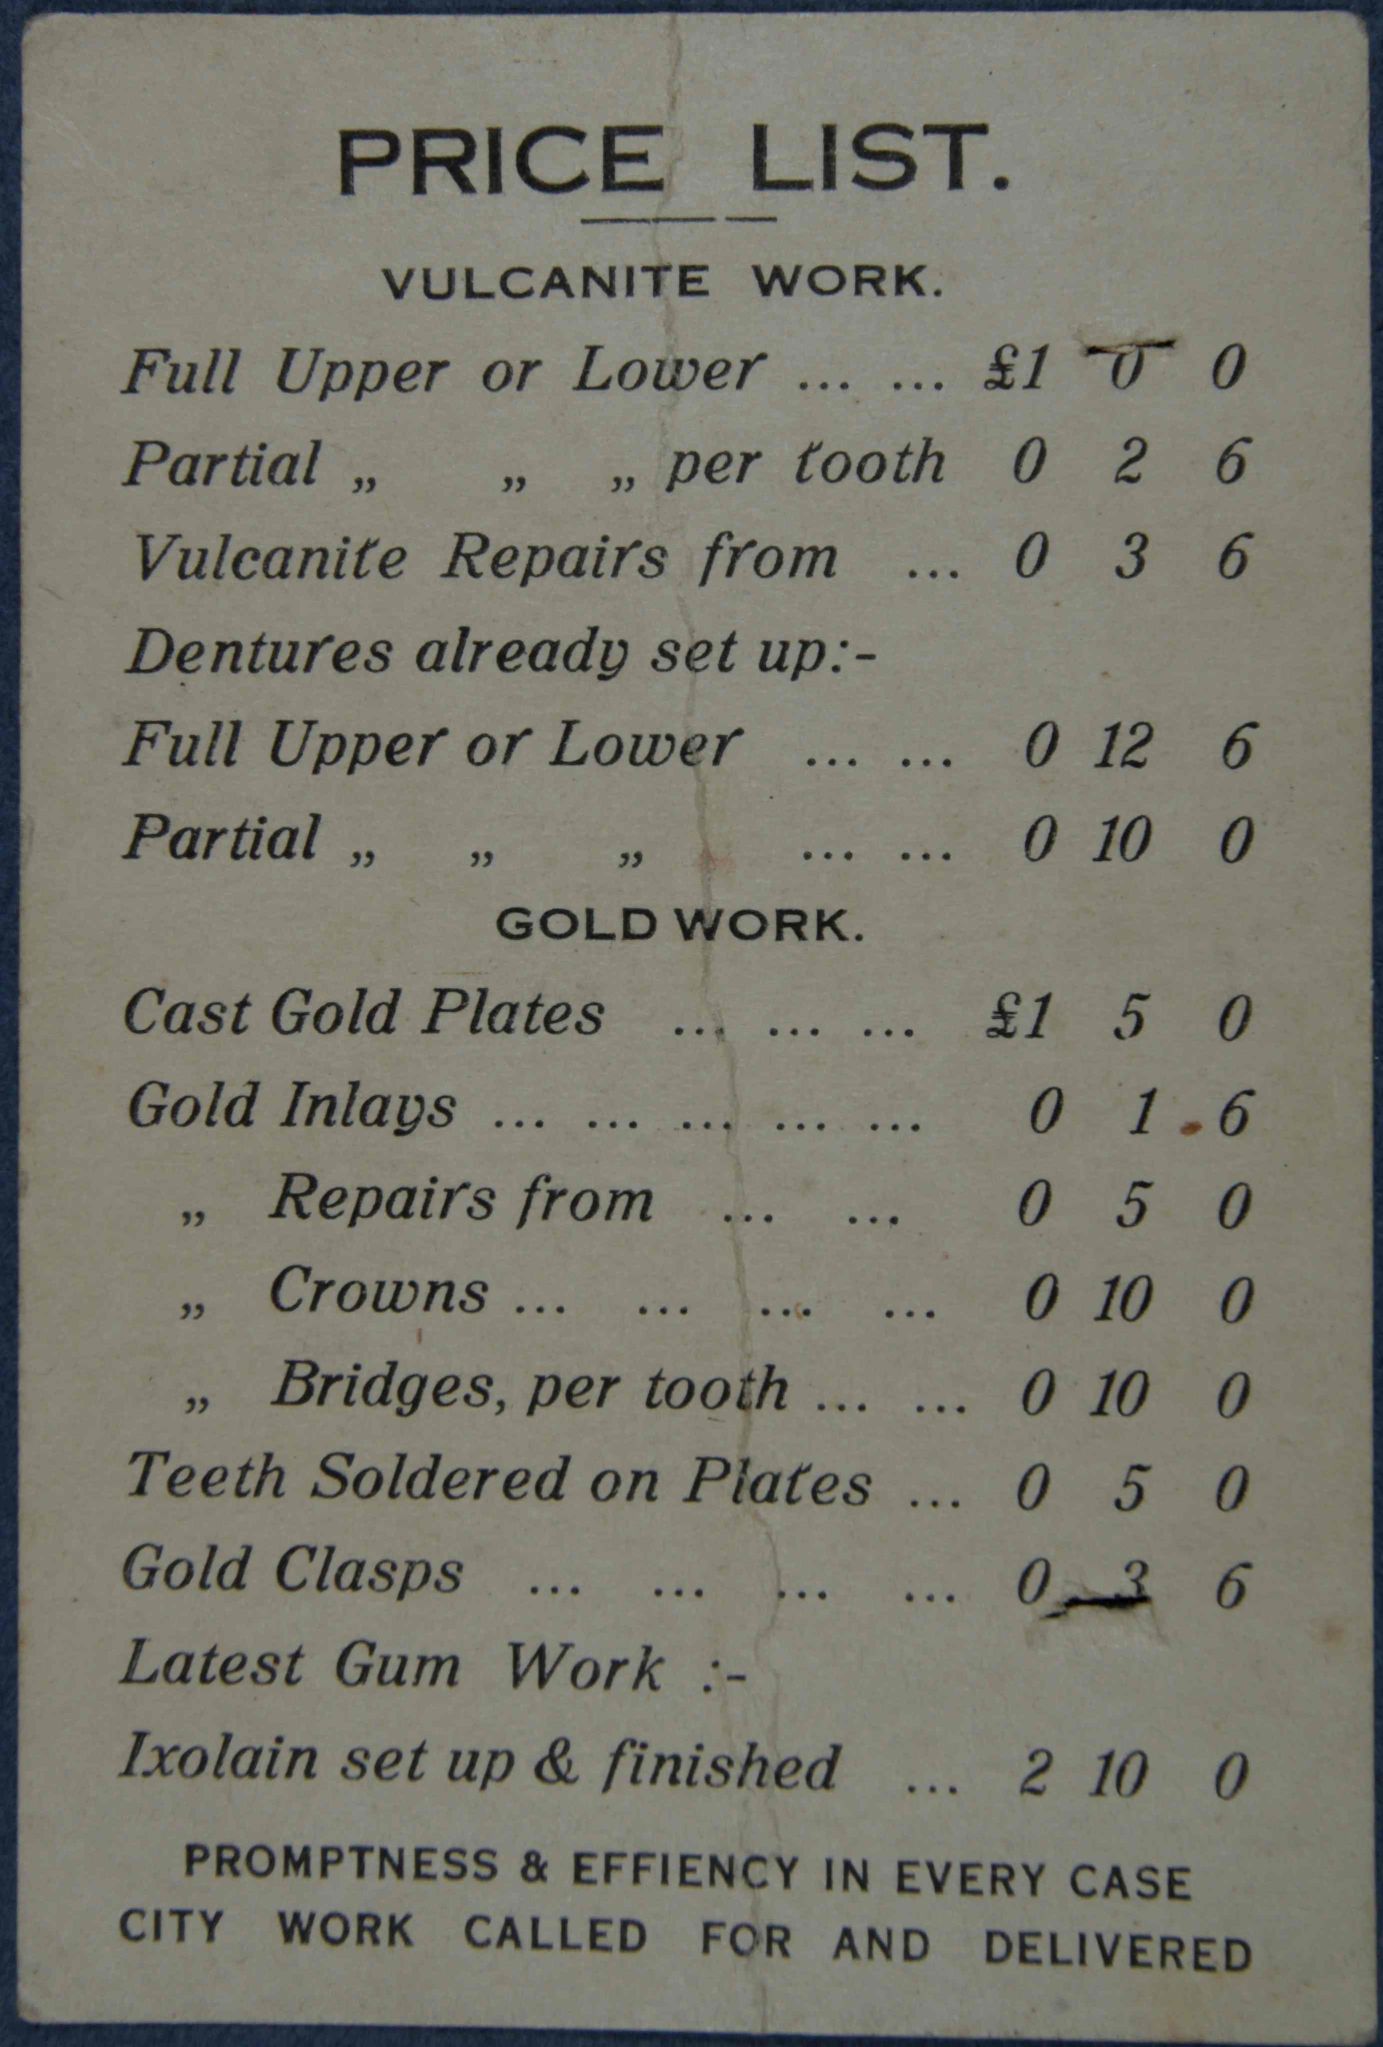 PRICE LIST.
VULCANITE WORK.
Full Upper or Lower ... ... £1 0 0
Partial „ „ „ per tooth 0 2 6
Vulcanite Repairs from ... 0 3 6
Dentures already set up:-
Full Upper or Lower ... ... 0 12 6
Partial „ „ „ ... ... 0 10 0
GOLD WORK.
Cast Gold Plates ... ... ... £1 5 0
Gold Inlays ... ... ... ... ... 0 1 6
„ Repairs from ... ... 0 5 0
„ Crowns ... ... ... ... 0 10 0
„ Bridges, per tooth ... ... 0 10 0
Teeth Soldered on Plates ... 0 5 0
Gold Clasps ... ... ... ... 0 3 6
Latest Gum Work :-
Ixolain set up & finished ... 2 10 0
PROMPTNESS & EFFIENCY IN EVERY CASE
CITY WORK CALLED FOR AND DELIVERED